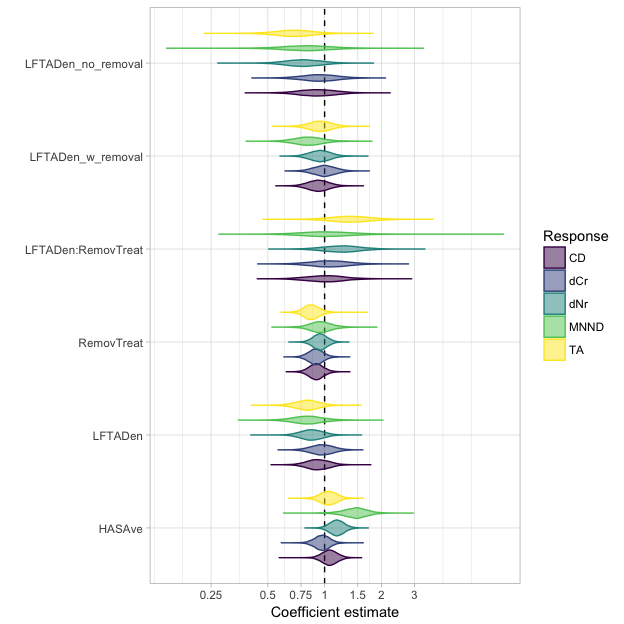 LFTADen_no_removal
LFTADen_w_removal
LFTADen:RemovTreat
RemovTreat
LFTADen
HASAve
0.25 0.5 0.75 1 1.5 2 3
Coefficient estimate
Response
CD
dCr
dNr
MNND
TA